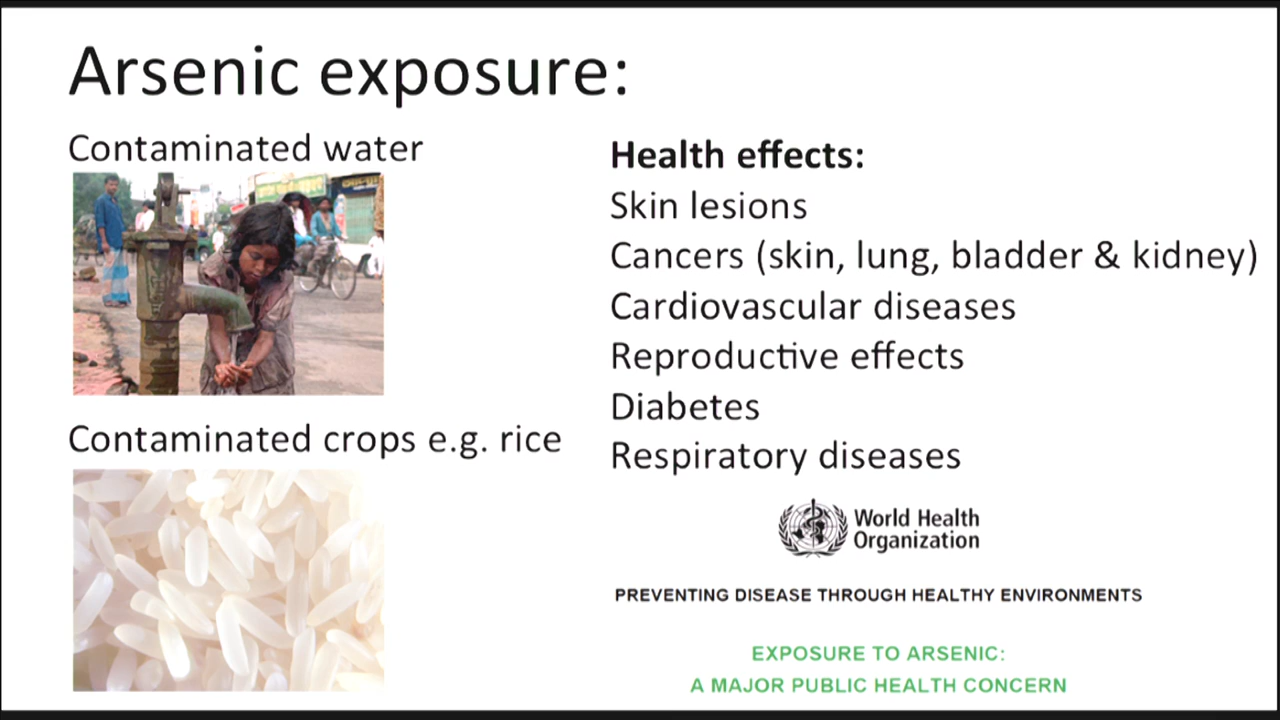 Arsenic exposure:
Contaminated water
Contaminated crops e.g. rice
Health effects:
Skin lesions
Cancers (skin, lung, bladder & kidney)
Cardiovascular diseases
Reproductive effects
Diabetes
Respiratory diseases
World Health
Organization
PREVENTING DISEASE THROUGH HEALTHY ENVIRONMENTS
EXPOSURE TO ARSENIC:
A MAJOR PUBLIC HEALTH CONCERN